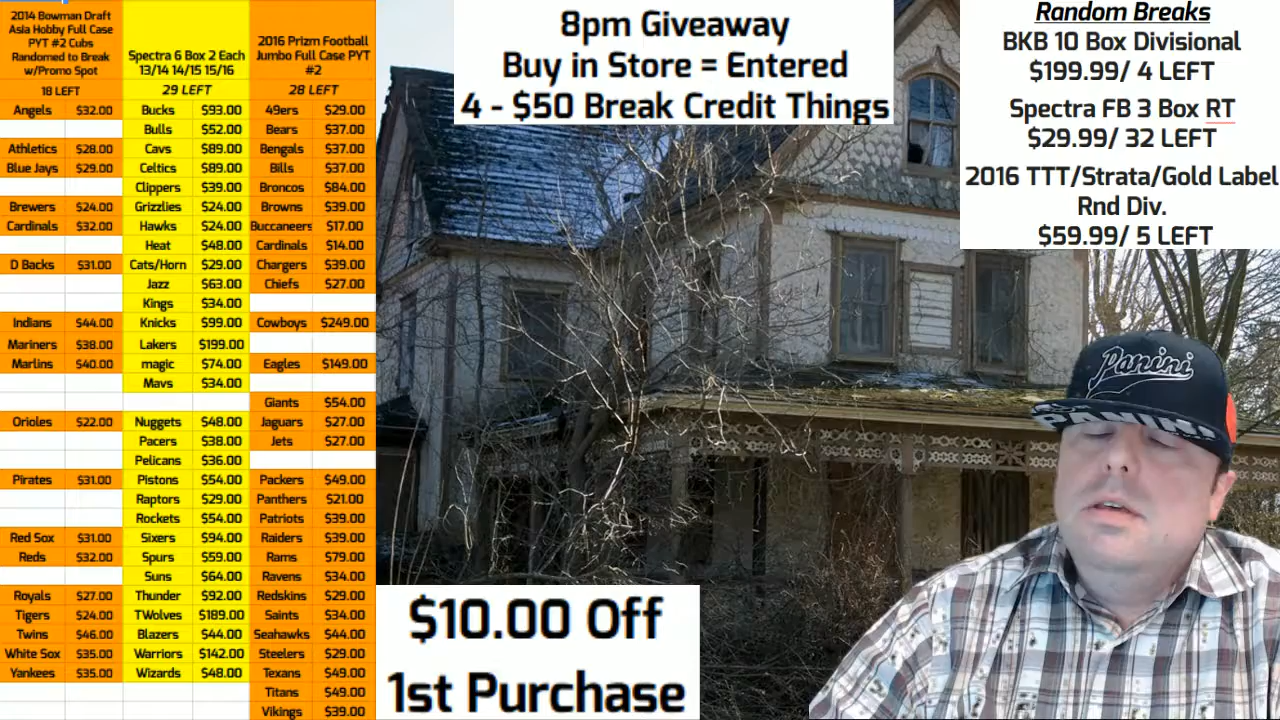 2014 Bowman Draft
Asia Hobby Full Case
PYT #2 Cubs
Randomed to Break
w/Promo Spot
18 LEFT
Angels $32.00
Athletics $28.00
Blue Jays $29.00
Brewers $24.00
Cardinals $32.00
D Backs $31.00
Indians $44.00
Mariners $38.00
Marlins $40.00
Orioles $22.00
Pirates $31.00
Red Sox $31.00
Reds $32.00
Royals $27.00
Tigers $24.00
Twins $46.00
White Sox $35.00
Yankees $35.00
Spectra 6 Box 2 Each
13/14 14/15 15/16
29 LEFT
Bucks $93.00
Bulls $52.00
Cavs $89.00
Celtics $89.00
Clippers $39.00
Grizzlies $24.00
Hawks $24.00
Heat $48.00
Cats/Horn $29.00
Jazz $63.00
Kings $34.00
Knicks $99.00
Lakers $199.00
magic $74.00
Mavs $34.00
Nuggets $48.00
Pacers $38.00
Pelicans $36.00
Pistons $54.00
Raptors $29.00
Rockets $54.00
Sixers $94.00
Spurs $59.00
Suns $64.00
Thunder $92.00
TWolves $189.00
Blazers $44.00
Warriors $142.00
Wizards $48.00
2016 Prizm Football
Jumbo Full Case PYT
#2
28 LEFT
49ers $29.00
Bears $37.00
Bengals $37.00
Bills $37.00
Broncos $84.00
Browns $39.00
Buccaneers $17.00
Cardinals $14.00
Chargers $39.00
Chiefs $27.00
Cowboys $249.00
Eagles $149.00
Giants $54.00
Jaguars $27.00
Jets $27.00
Packers $49.00
Panthers $21.00
Patriots $39.00
Raiders $39.00
Rams $79.00
Ravens $34.00
Redskins $29.00
Saints $34.00
Seahawks $44.00
Steelers $29.00
Texans $49.00
Titans $49.00
Vikings $39.00
8pm Giveaway
Buy in Store = Entered
4 - $50 Break Credit Things
Random Breaks
BKB 10 Box Divisional
$199.99/ 4 LEFT
Spectra FB 3 Box RT
$29.99/ 32 LEFT
2016 TTT/Strata/Gold Label
Rnd Div.
$59.99/ 5 LEFT
Panini
PANINI
$10.00 Off
1st Purchase